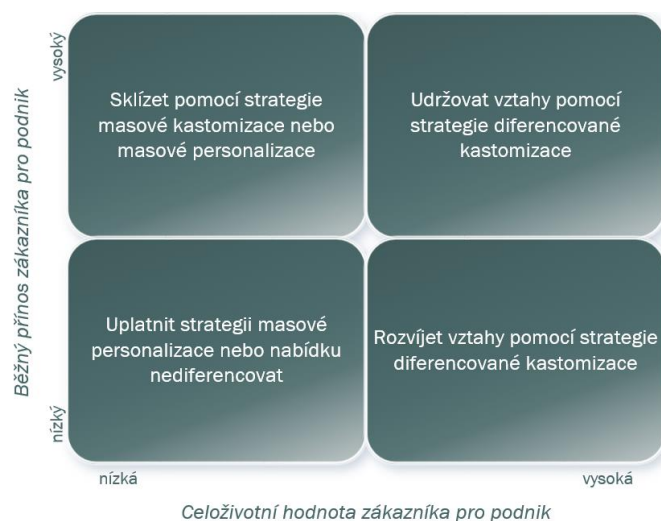 Běžný přínos zákazníka pro podnik
vysoký
Sklízet pomocí strategie
masové kastomizace nebo
masové personalizace
Udržovat vztahy pomocí
strategie diferencované
kastomizace
nízký
Uplatnit strategii masové
personalizace nebo nabídku
nediferencovat
Rozvíjet vztahy pomocí strategie
diferencované kastomizace
nízká
vysoká
Celoživotní hodnota zákazníka pro podnik